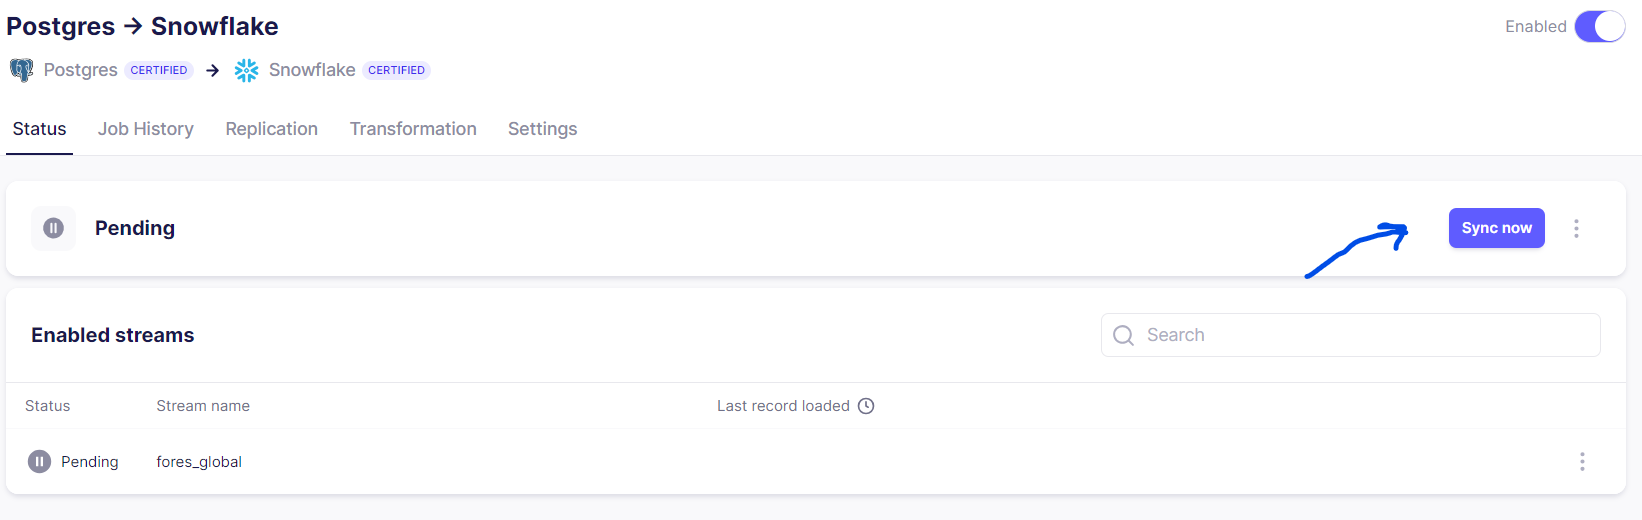 Postgres → Snowflake
Enabled
Postgres CERTIFIED → Snowflake CERTIFIED
Status Job History Replication Transformation Settings
Pending
Sync now
Enabled streams
Search
Status Stream name Last record loaded
Pending fores_global